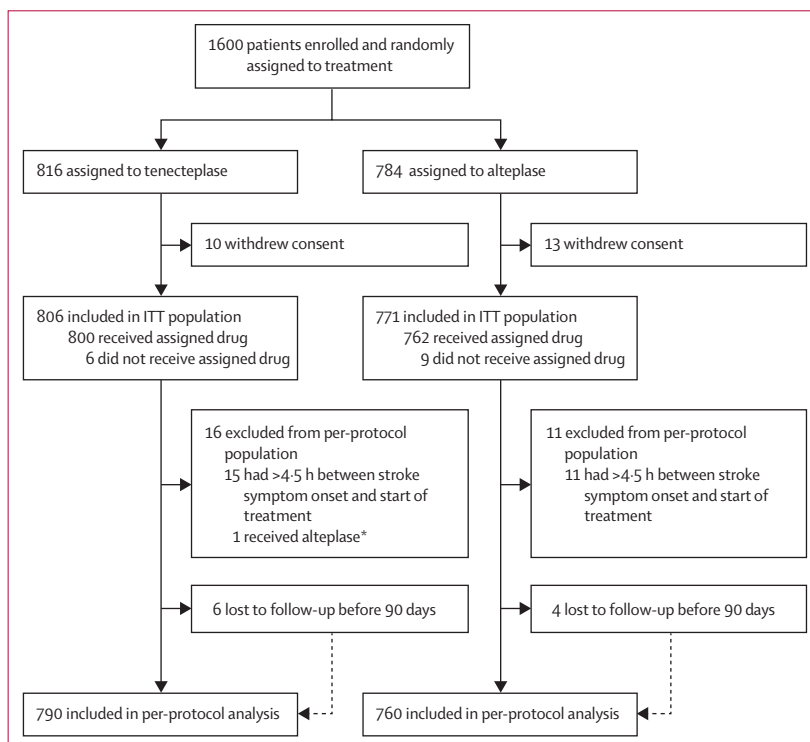 1600 patients enrolled and randomly
assigned to treatment
816 assigned to tenecteplase
784 assigned to alteplase
10 withdrew consent
13 withdrew consent
806 included in ITT population
800 received assigned drug
6 did not receive assigned drug
771 included in ITT population
762 received assigned drug
9 did not receive assigned drug
16 excluded from per-protocol
population
15 had >4·5 h between stroke
symptom onset and start of
treatment
1 received alteplase*
11 excluded from per-protocol
population
11 had >4·5 h between stroke
symptom onset and start of
treatment
6 lost to follow-up before 90 days
4 lost to follow-up before 90 days
790 included in per-protocol analysis
760 included in per-protocol analysis